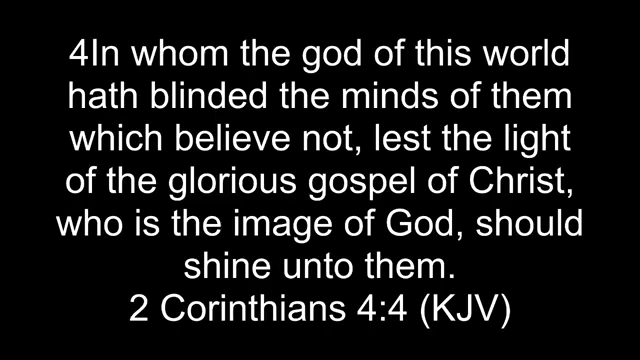 4In whom the god of this world
hath blinded the minds of them
which believe not, lest the light
of the glorious gospel of Christ,
who is the image of God, should
shine unto them.
2 Corinthians 4:4 (KJV)